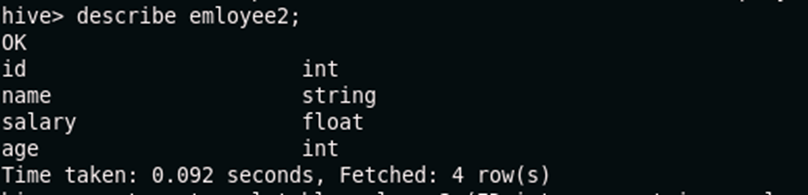 hive> describe emloyee2;
OK
id int
name string
salary float
age int
Time taken: 0.092 seconds, Fetched: 4 row(s)